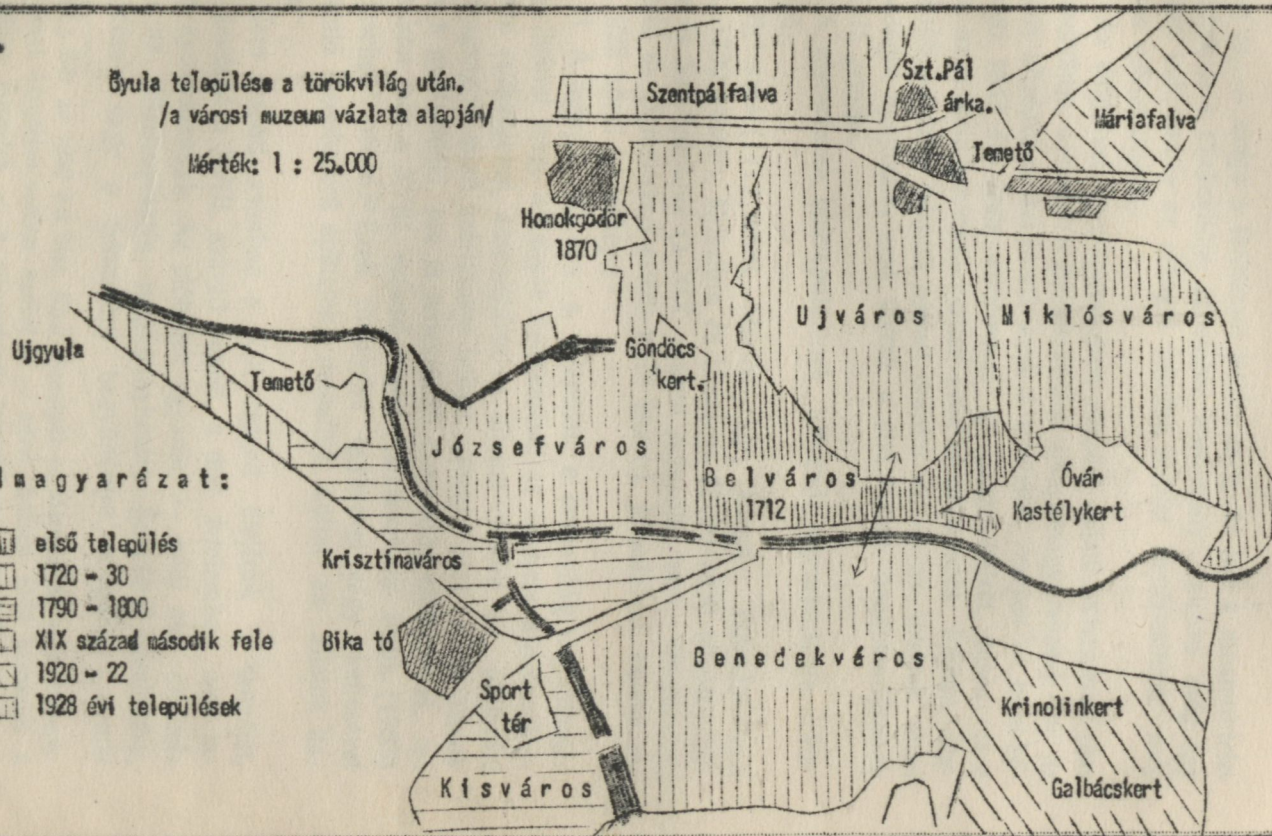 Gyula települése a törökvilág után.
/a városi muzeum vázlata alapján/
Mérték: 1 : 25.000
Szentpálfalva
Szt.Pál
árka.
Máriafalva
Temető
Homokgödör
1870
Ujváros
Miklósváros
Ujgyula
Temető
Göndöcs
kert.
Józsefváros
Belváros
1712
Óvár
Kastélykert
magyarázat:
első település
1720 - 30
1790 - 1800
XIX század második fele
1920 - 22
1928 évi települések
Krisztinaváros
Bika tó
Benedekváros
Sport
tér
Krinolinkert
Kisváros
Galbácskert